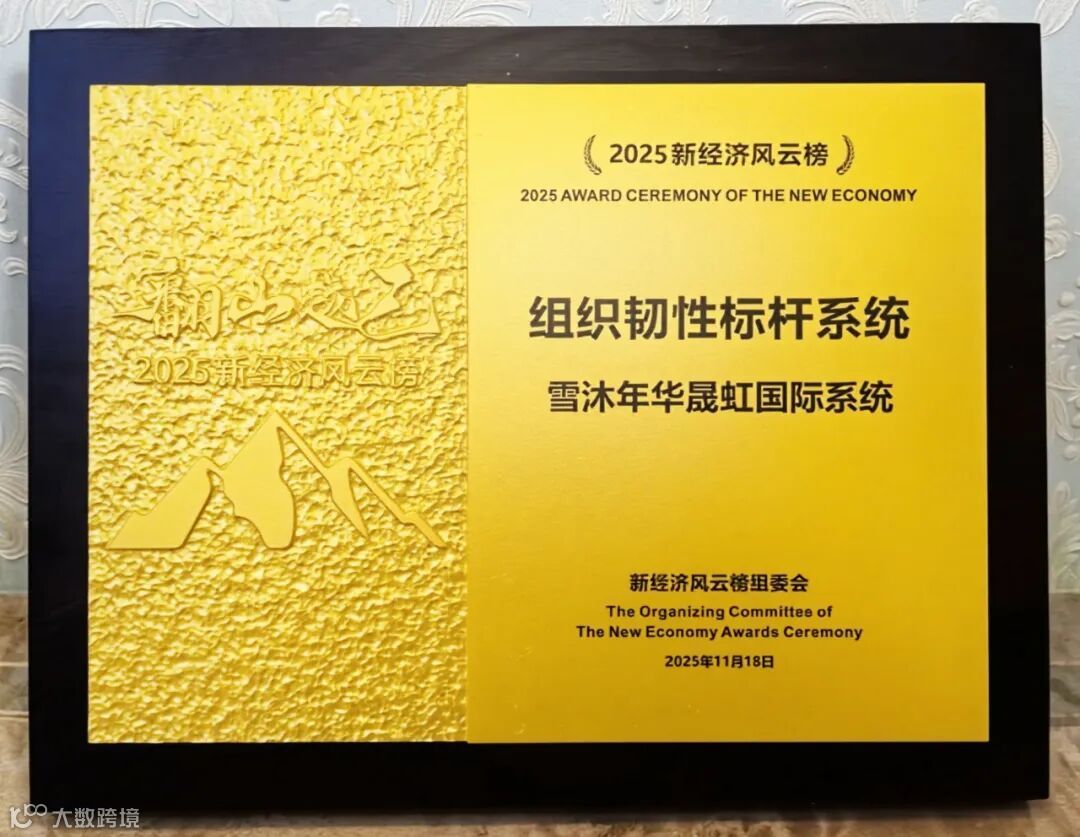 翻山越
2025新经济风云榜
2025新经济风云榜
2025 AWARD CEREMONY OF THE NEW ECONOMY
组织韧性标杆系统
雪沐年华晟虹国际系统
新经济风云榜组委会
The Organizing Committee of
The New Economy Awards Ceremony
2025年11月18日
大数跨境